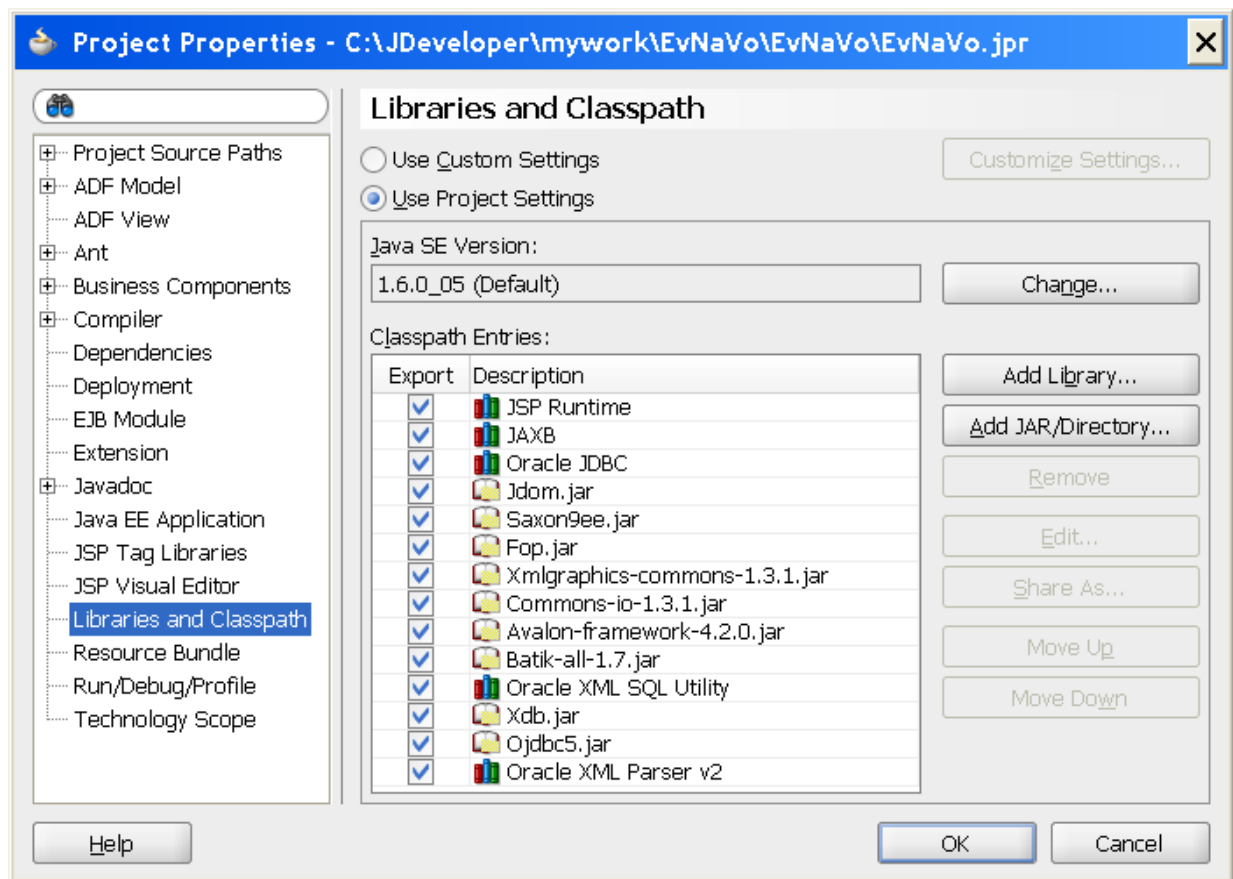 Project Properties - C:\JDeveloper\mywork\EvNaVo\EvNaVo\EvNaVo.jpr
Project Source Paths
ADF Model
ADF View
Ant
Business Components
Compiler
Dependencies
Deployment
EJB Module
Extension
Javadoc
Java EE Application
JSP Tag Libraries
JSP Visual Editor
Libraries and Classpath
Resource Bundle
Run/Debug/Profile
Technology Scope
Libraries and Classpath
Use Custom Settings
Customize Settings...
Use Project Settings
Java SE Version:
1.6.0_05 (Default)
Change...
Classpath Entries:
Export Description
JSP Runtime
JAXB
Oracle JDBC
Jdom.jar
Saxon9ee.jar
Fop.jar
Xmlgraphics-commons-1.3.1.jar
Commons-io-1.3.1.jar
Avalon-framework-4.2.0.jar
Batik-all-1.7.jar
Oracle XML SQL Utility
Xdb.jar
Ojdbc5.jar
Oracle XML Parser v2
Add Library...
Add JAR/Directory...
Remove
Edit...
Share As...
Move Up
Move Down
Help
OK
Cancel